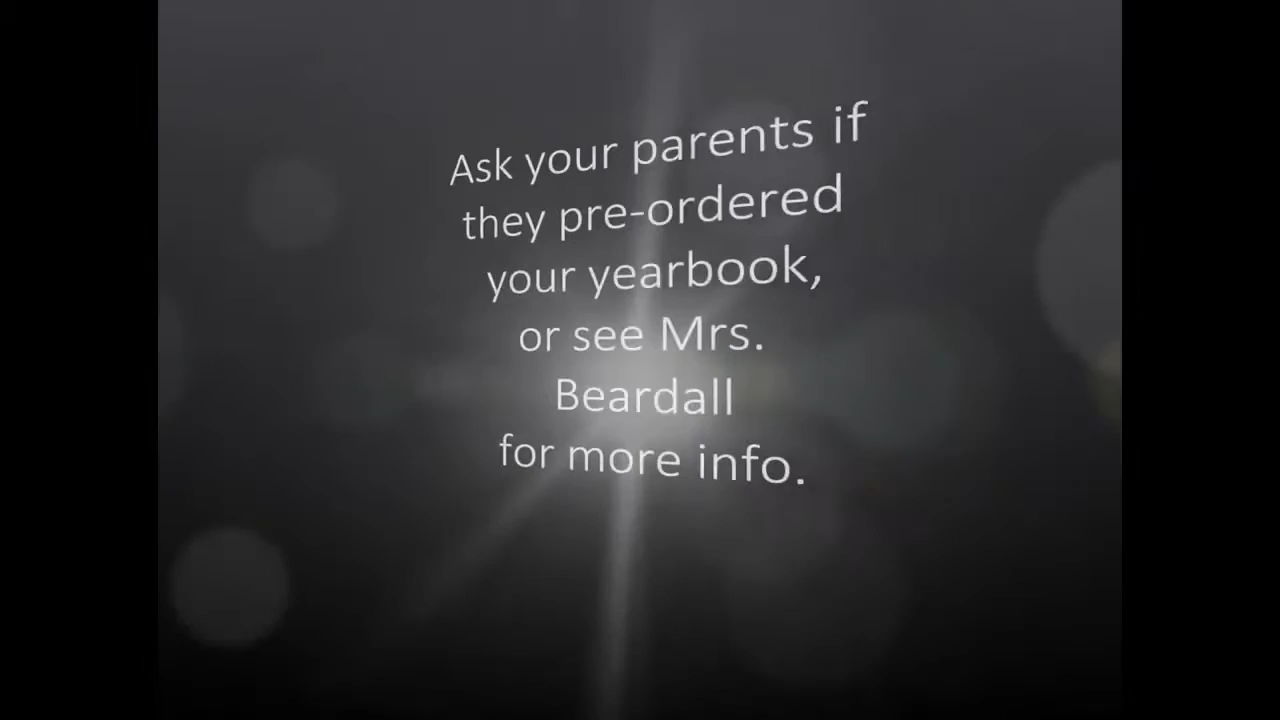 Ask your parents if
they pre-ordered
your yearbook,
or see Mrs.
Beardall
for more info.